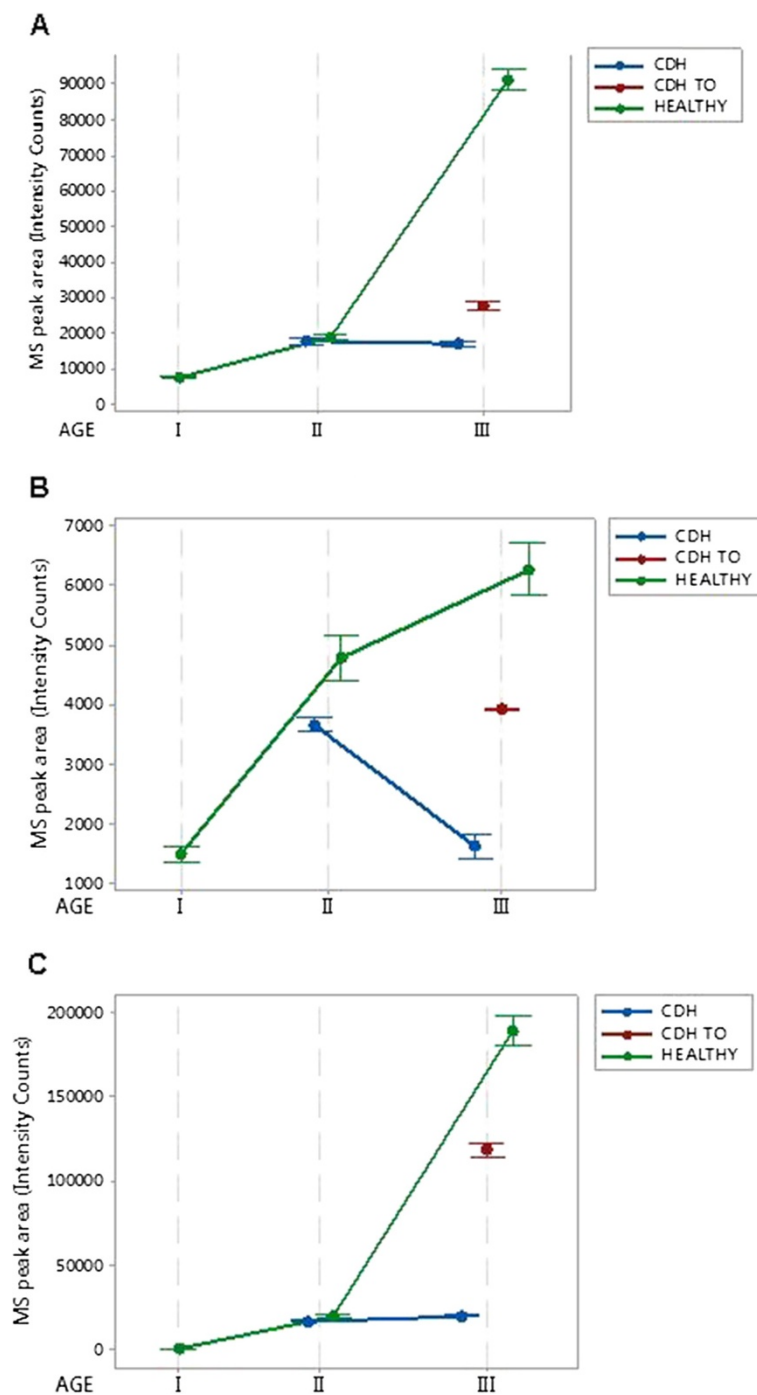 A
CDH
CDH TO
HEALTHY
MS peak area (Intensity Counts)
90000
80000
70000
60000
50000
40000
30000
20000
10000
0
AGE I II III
B
CDH
CDH TO
HEALTHY
MS peak area (Intensity Counts)
7000
6000
5000
4000
3000
2000
1000
AGE I II III
C
CDH
CDH TO
HEALTHY
MS peak area (Intensity Counts)
200000
150000
100000
50000
0
AGE I II III